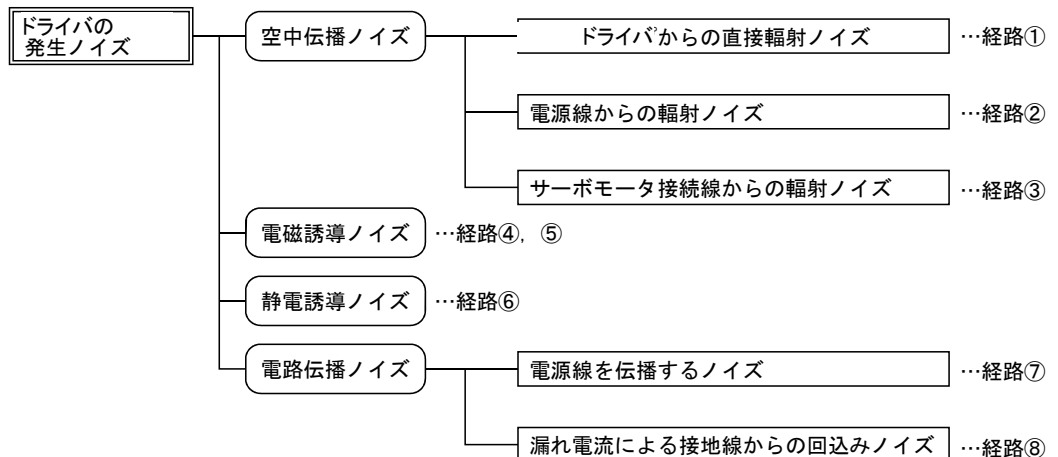 ドライバの
発生ノイズ
空中伝播ノイズ
ドライバからの直接輻射ノイズ …経路①
電源線からの輻射ノイズ …経路②
サーボモータ接続線からの輻射ノイズ …経路③
電磁誘導ノイズ …経路④, ⑤
静電誘導ノイズ …経路⑥
電路伝播ノイズ
電源線を伝播するノイズ …経路⑦
漏れ電流による接地線からの回込みノイズ …経路⑧